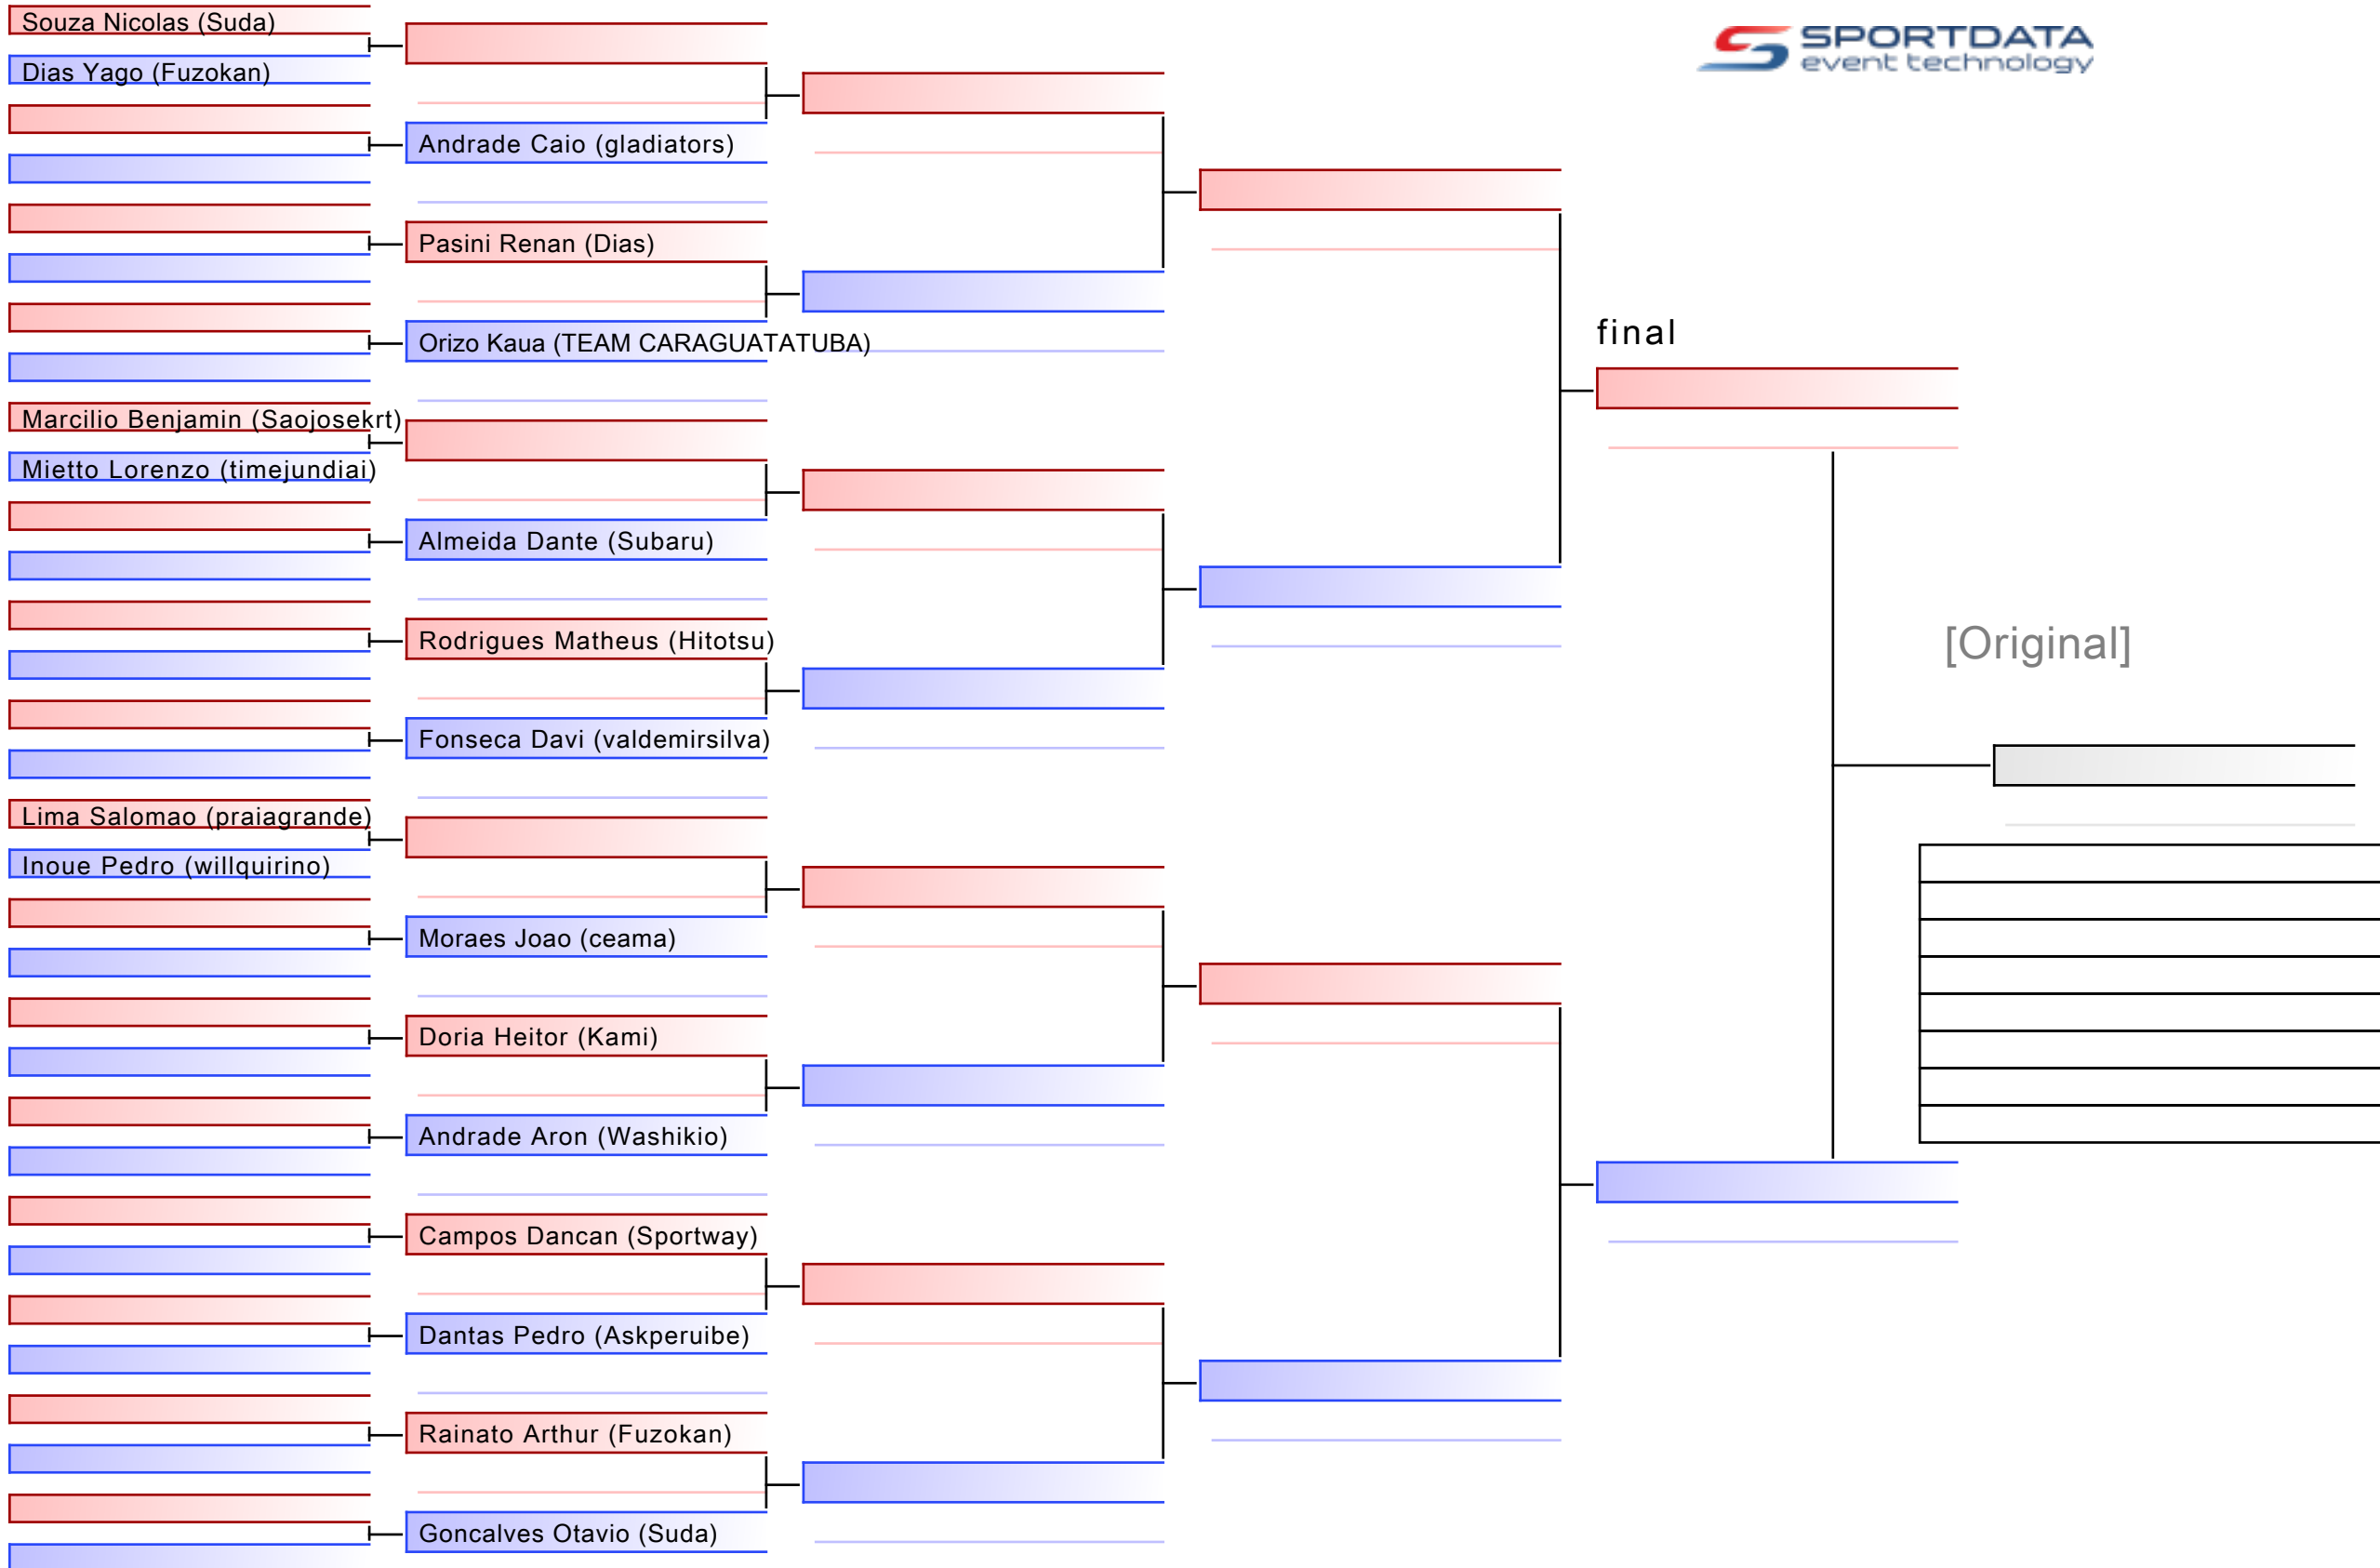 Souza Nicolas (Suda)
Dias Yago (Fuzokan)
SPORTDATA
event technology
Andrade Caio (gladiators)
Pasini Renan (Dias)
Orizo Kaua (TEAM CARAGUATATUBA)
final
Marcilio Benjamin (Saojosekrt)
Mietto Lorenzo (timejundiai)
Almeida Dante (Subaru)
Rodrigues Matheus (Hitotsu)
[Original]
Fonseca Davi (valdemirsilva)
Lima Salomao (praiagrande)
Inoue Pedro (willquirino)
Moraes Joao (ceama)
Doria Heitor (Kami)
Andrade Aron (Washikio)
Campos Dancan (Sportway)
Dantas Pedro (Askperuibe)
Rainato Arthur (Fuzokan)
Goncalves Otavio (Suda)